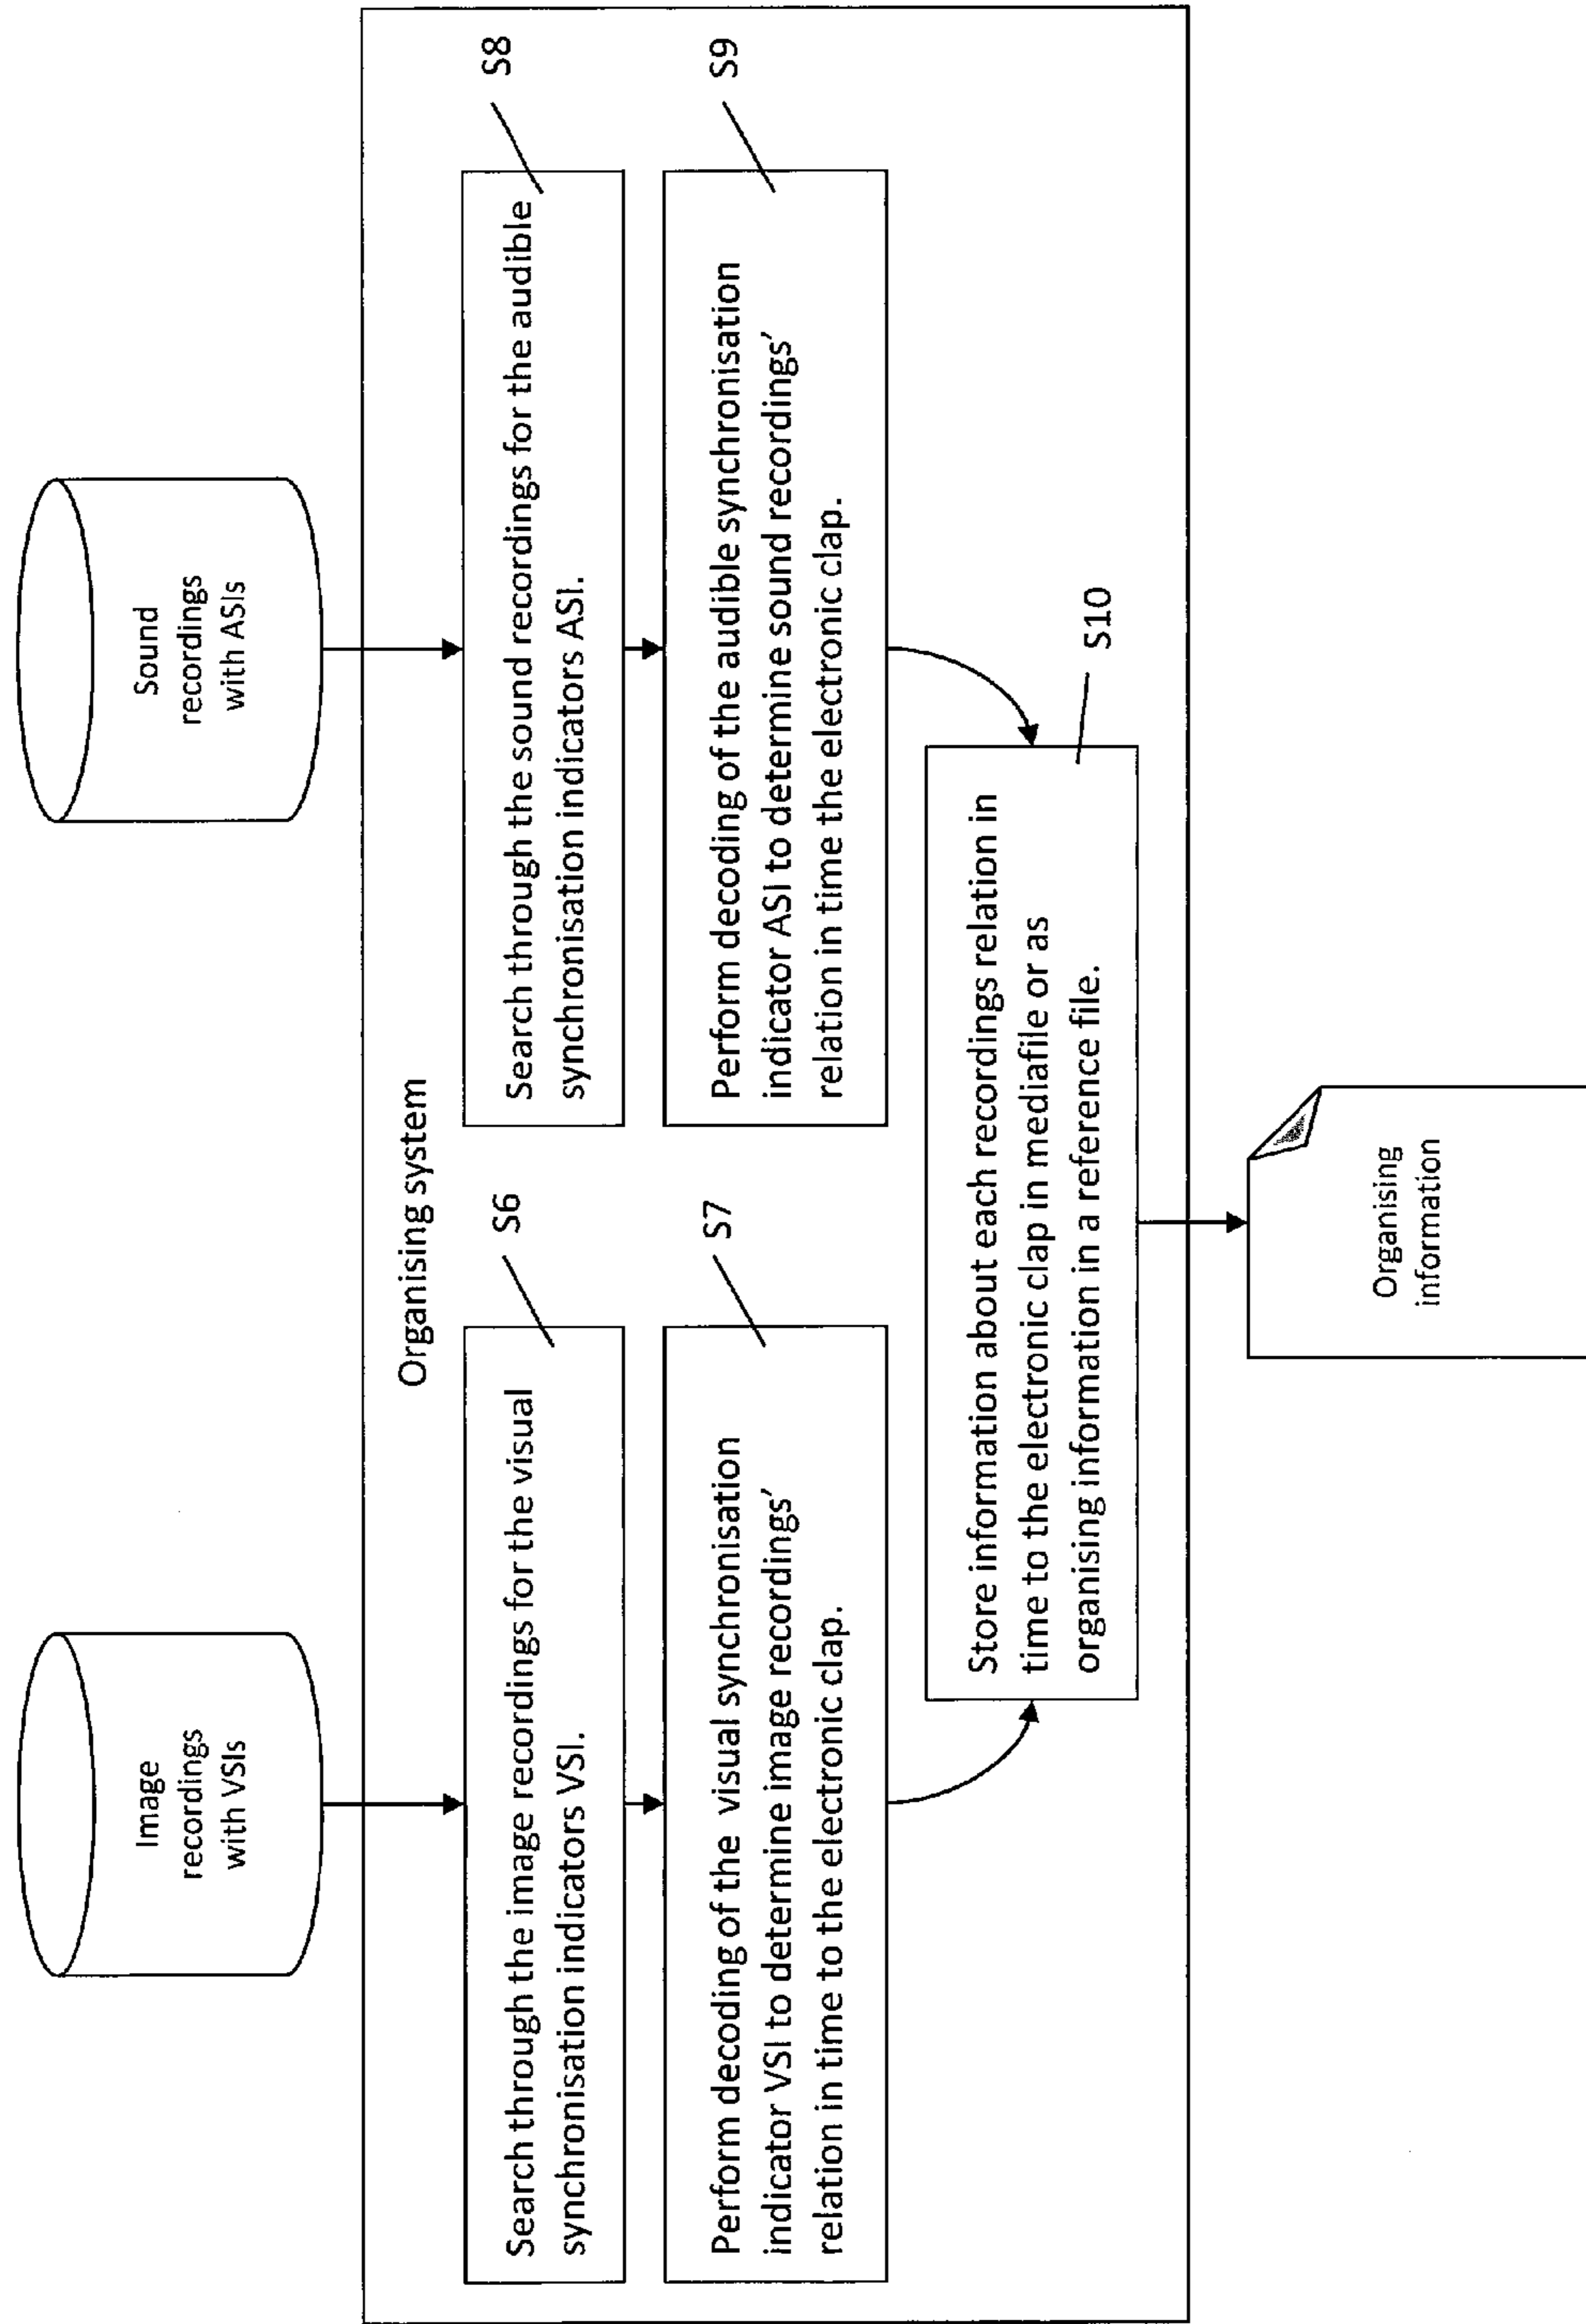 Image
recordings
with VSIs
Sound
recordings
with ASIs
Organising system
S6
Search through the image recordings for the visual
synchronisation indicators VSI.
S7
Perform decoding of the visual synchronisation
indicator VSI to determine image recordings'
relation in time to the electronic clap.
S8
Search through the sound recordings for the audible
synchronisation indicators ASI.
S9
Perform decoding of the audible synchronisation
indicator ASI to determine sound recordings'
relation in time the electronic clap.
S10
Store information about each recordings relation in
time to the electronic clap in mediafile or as
organising information in a reference file.
Organising
information